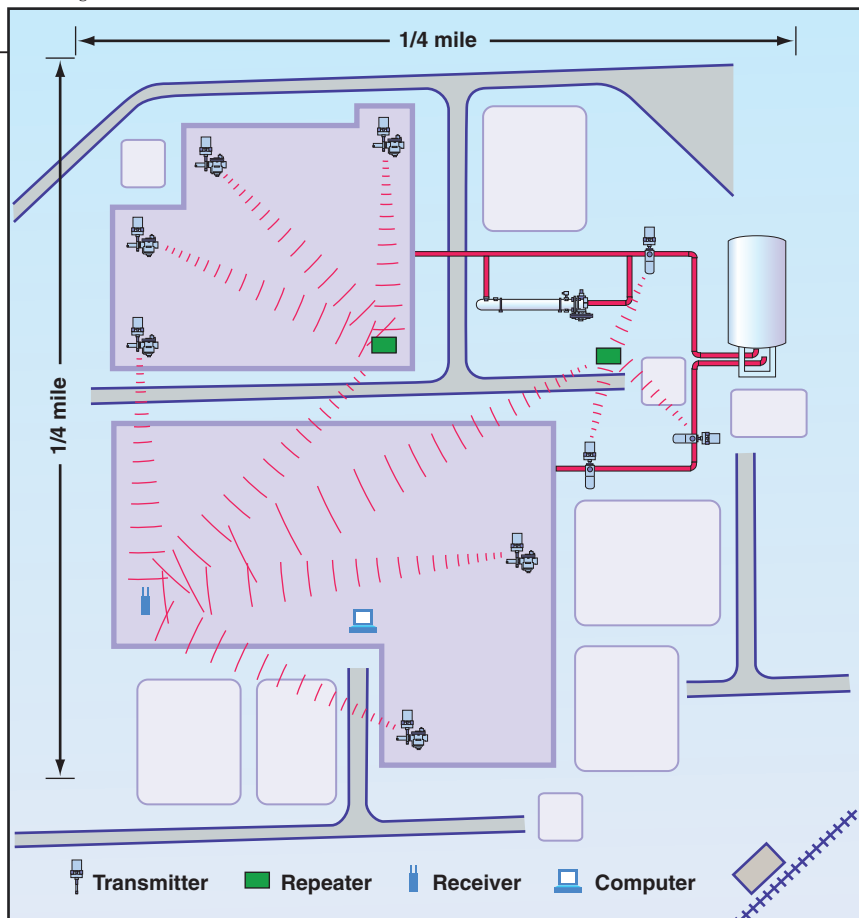 1/4 mile
1/4 mile
Transmitter
Repeater
Receiver
Computer